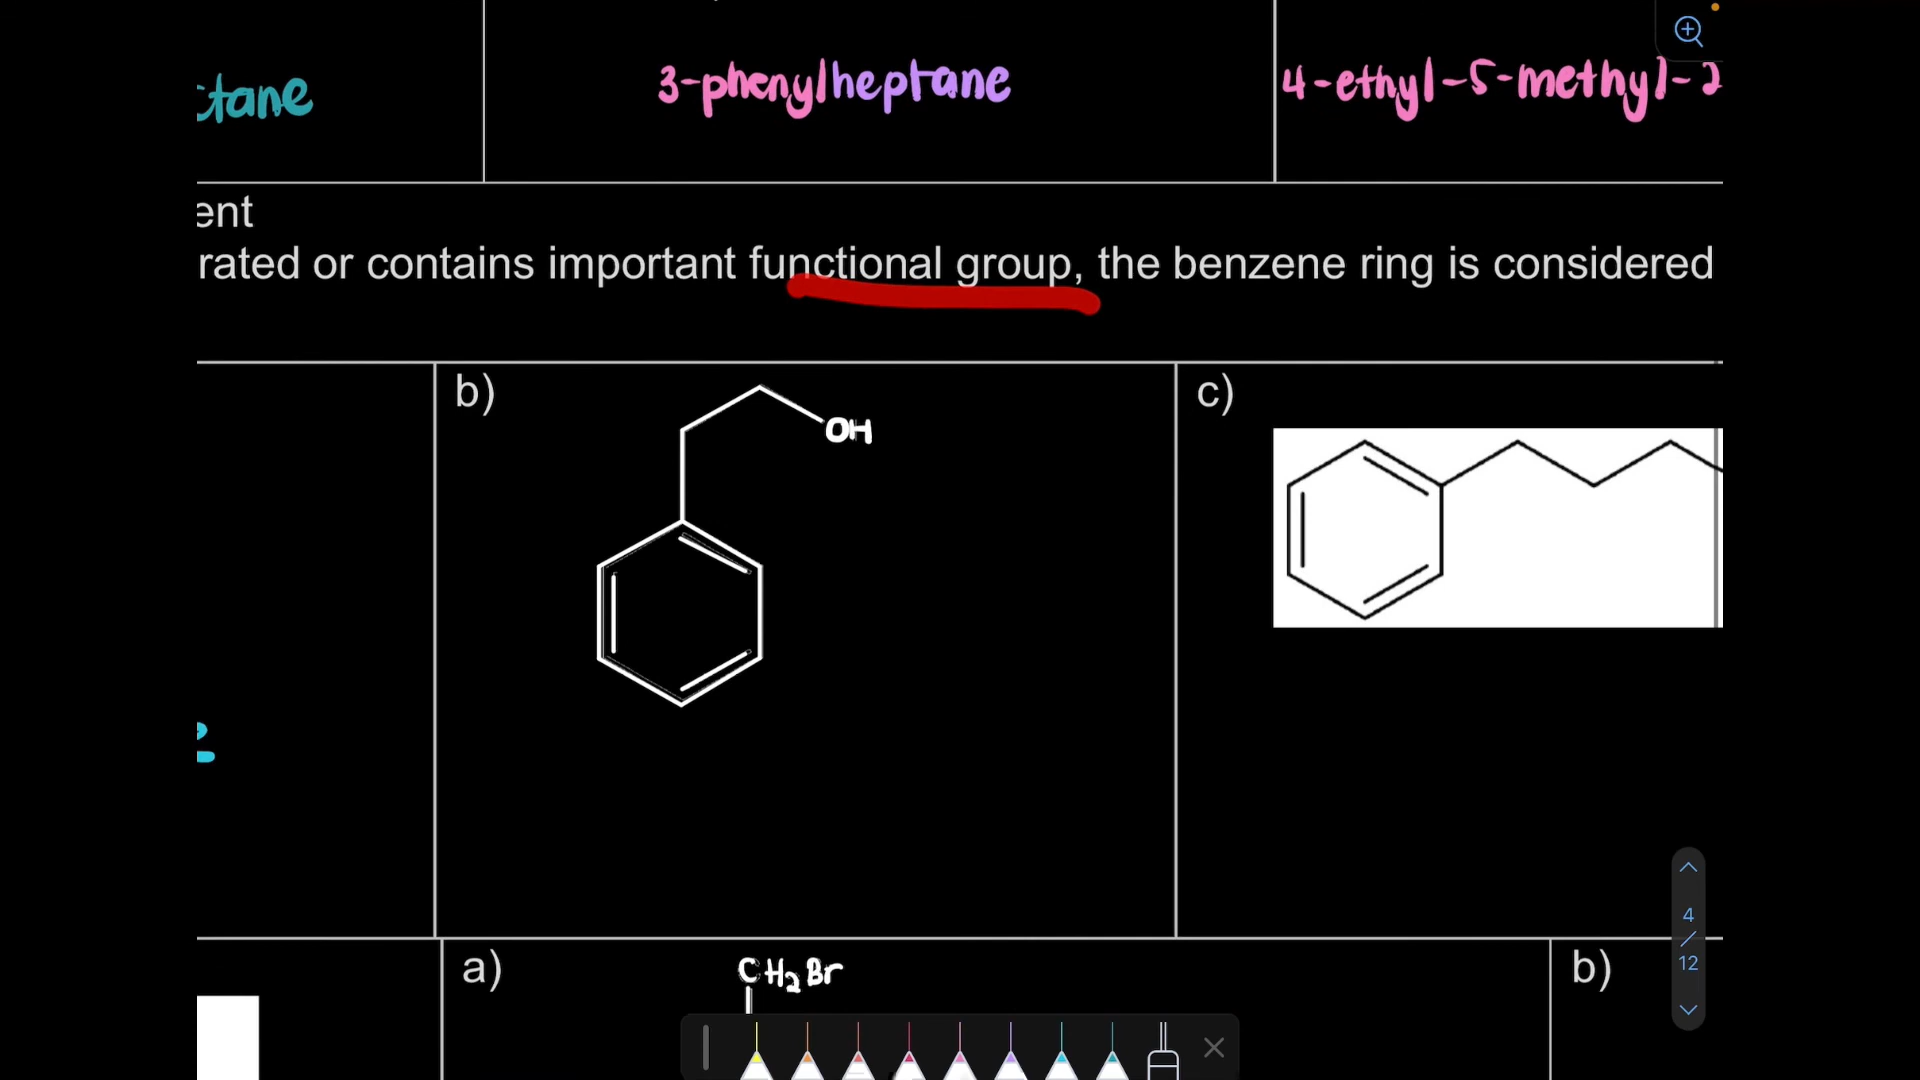 ctane
3-phenylheptane
4-ethyl-5-methyl-2
ent
rated or contains important functional group, the benzene ring is considered
b)
OH
c)
a)
CH₂Br
b)
4
/
12